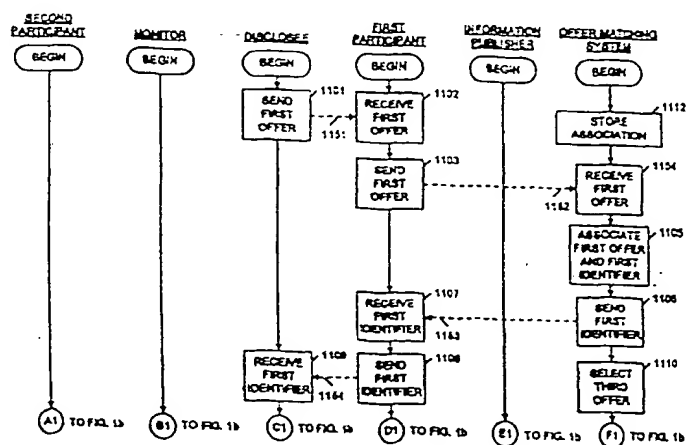 SECOND PARTICIPANT
MONITOR
DISCLOSEE
FIRST PARTICIPANT
INFORMATION PUBLISHER
OFFER MATCHING SYSTEM
BEGIN
BEGIN
BEGIN
BEGIN
BEGIN
BEGIN
1101
SEND FIRST OFFER
1151
1102
RECEIVE FIRST OFFER
1112
STORE ASSOCIATION
1103
SEND FIRST OFFER
1152
1104
RECEIVE FIRST OFFER
1105
ASSOCIATE FIRST OFFER AND FIRST IDENTIFIER
1107
RECEIVE FIRST IDENTIFIER
1153
1106
SEND FIRST IDENTIFIER
1109
RECEIVE FIRST IDENTIFIER
1154
1108
SEND FIRST IDENTIFIER
1110
SELECT THIRD OFFER
A1 TO FIG. 1b
B1 TO FIG. 1b
C1 TO FIG. 1b
D1 TO FIG. 1b
E1 TO FIG. 1b
F1 TO FIG. 1b